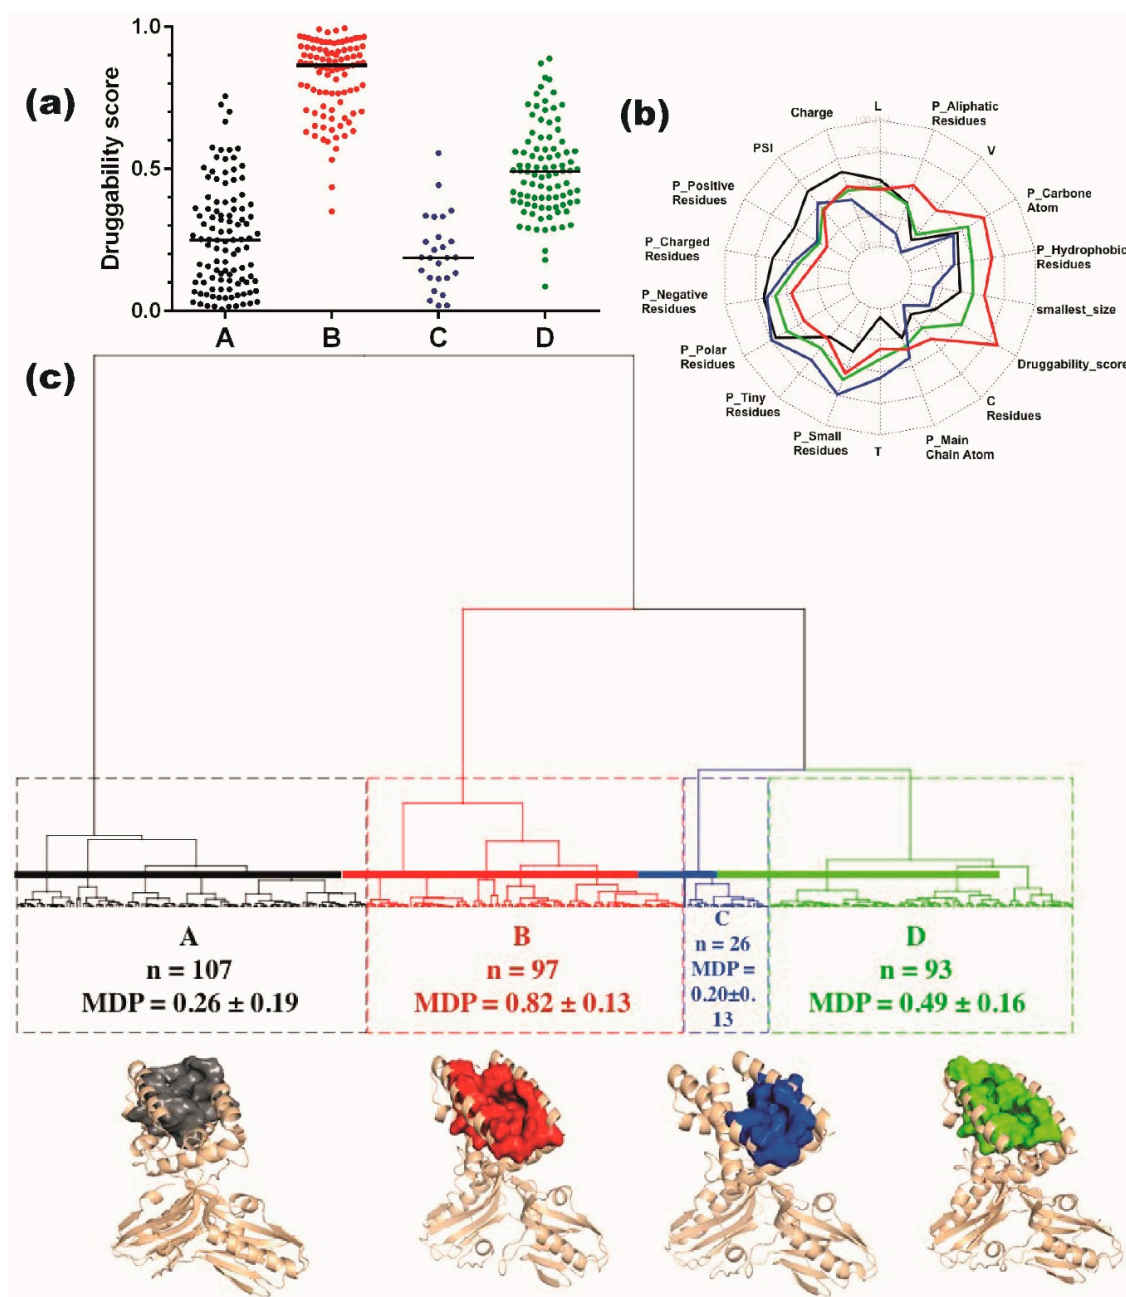 (a)
Druggability score
1.0
0.5
0.0
A
B
C
D
(b)
L
P_Aliphatic
Residues
V
P_Carbone
Atom
P_Hydrophobic
Residues
smallest_size
Druggability_score
C
Residues
P_Main
Chain Atom
T
P_Small
Residues
P_Tiny
Residues
P_Polar
Residues
P_Negative
Residues
P_Charged
Residues
P_Positive
Residues
PSI
Charge
(c)
A
n = 107
MDP = 0.26 ± 0.19
B
n = 97
MDP = 0.82 ± 0.13
C
n = 26
MDP =
0.20±0.
13
D
n = 93
MDP = 0.49 ± 0.16